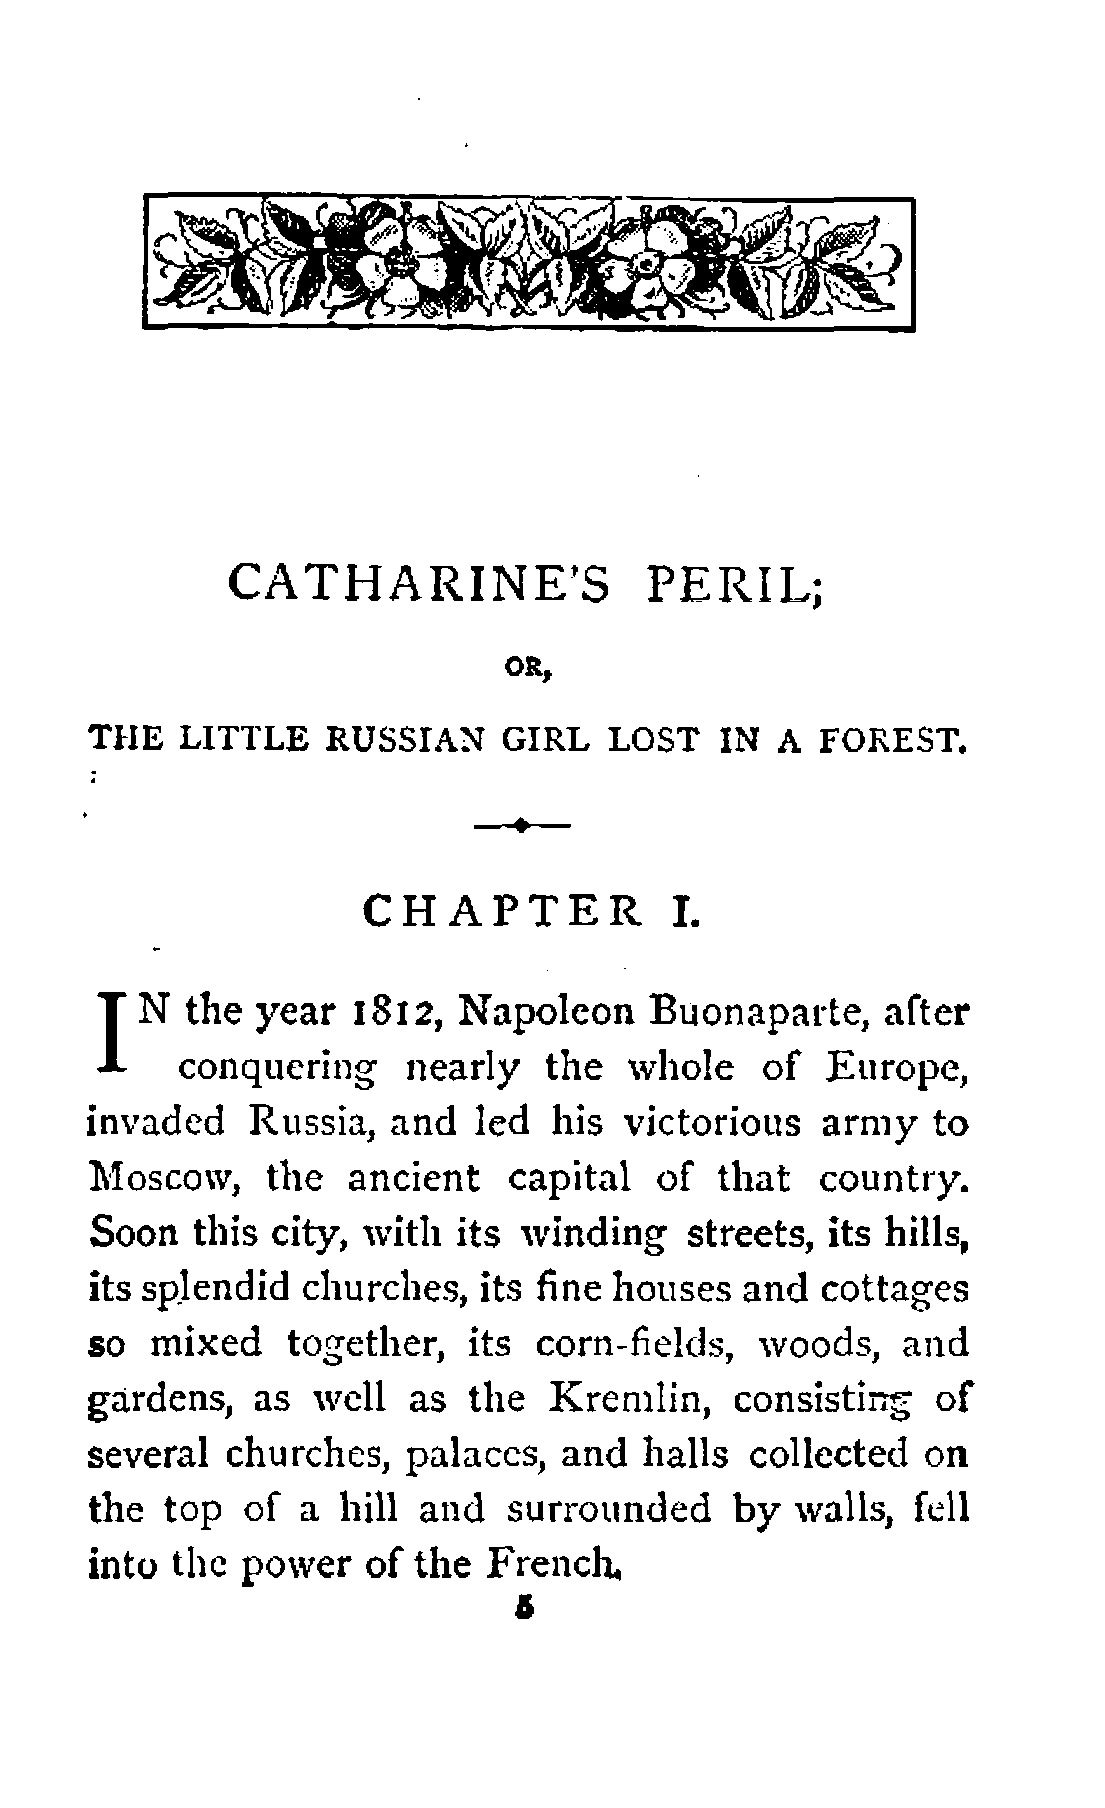 CATHARINE'S PERIL;
OR,
THE LITTLE RUSSIAN GIRL LOST IN A FOREST.
CHAPTER I.
IN the year 1812, Napoleon Buonaparte, after
conquering nearly the whole of Europe,
invaded Russia, and led his victorious army to
Moscow, the ancient capital of that country.
Soon this city, with its winding streets, its hills,
its splendid churches, its fine houses and cottages
so mixed together, its corn-fields, woods, and
gardens, as well as the Kremlin, consisting of
several churches, palaces, and halls collected on
the top of a hill and surrounded by walls, fell
into the power of the French.
5